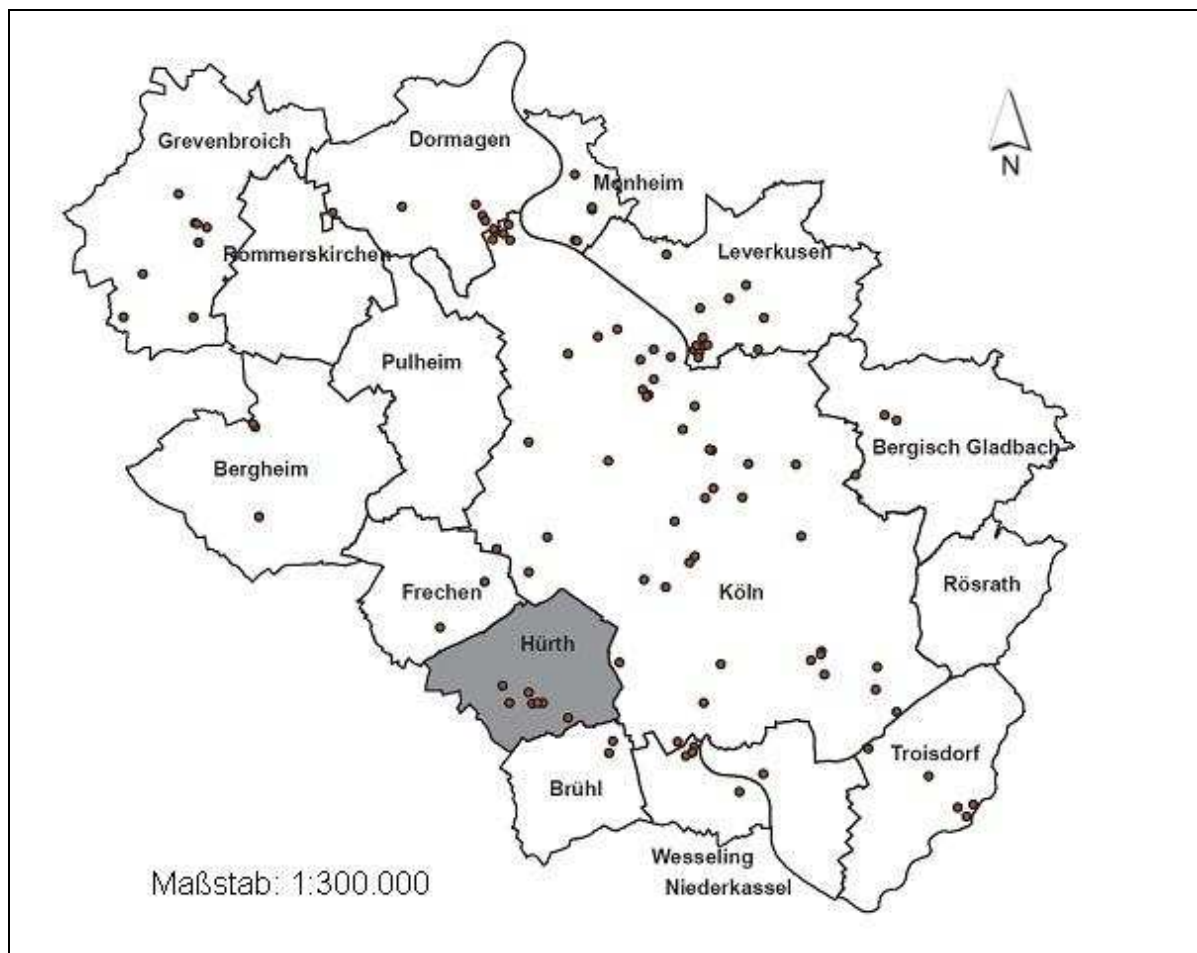 Grevenbroich
Dormagen
Monheim
N
Rommerskirchen
Leverkusen
Pulheim
Bergheim
Bergisch Gladbach
Frechen
Köln
Rösrath
Hürth
Brühl
Troisdorf
Wesseling
Niederkassel
Maßstab: 1:300.000